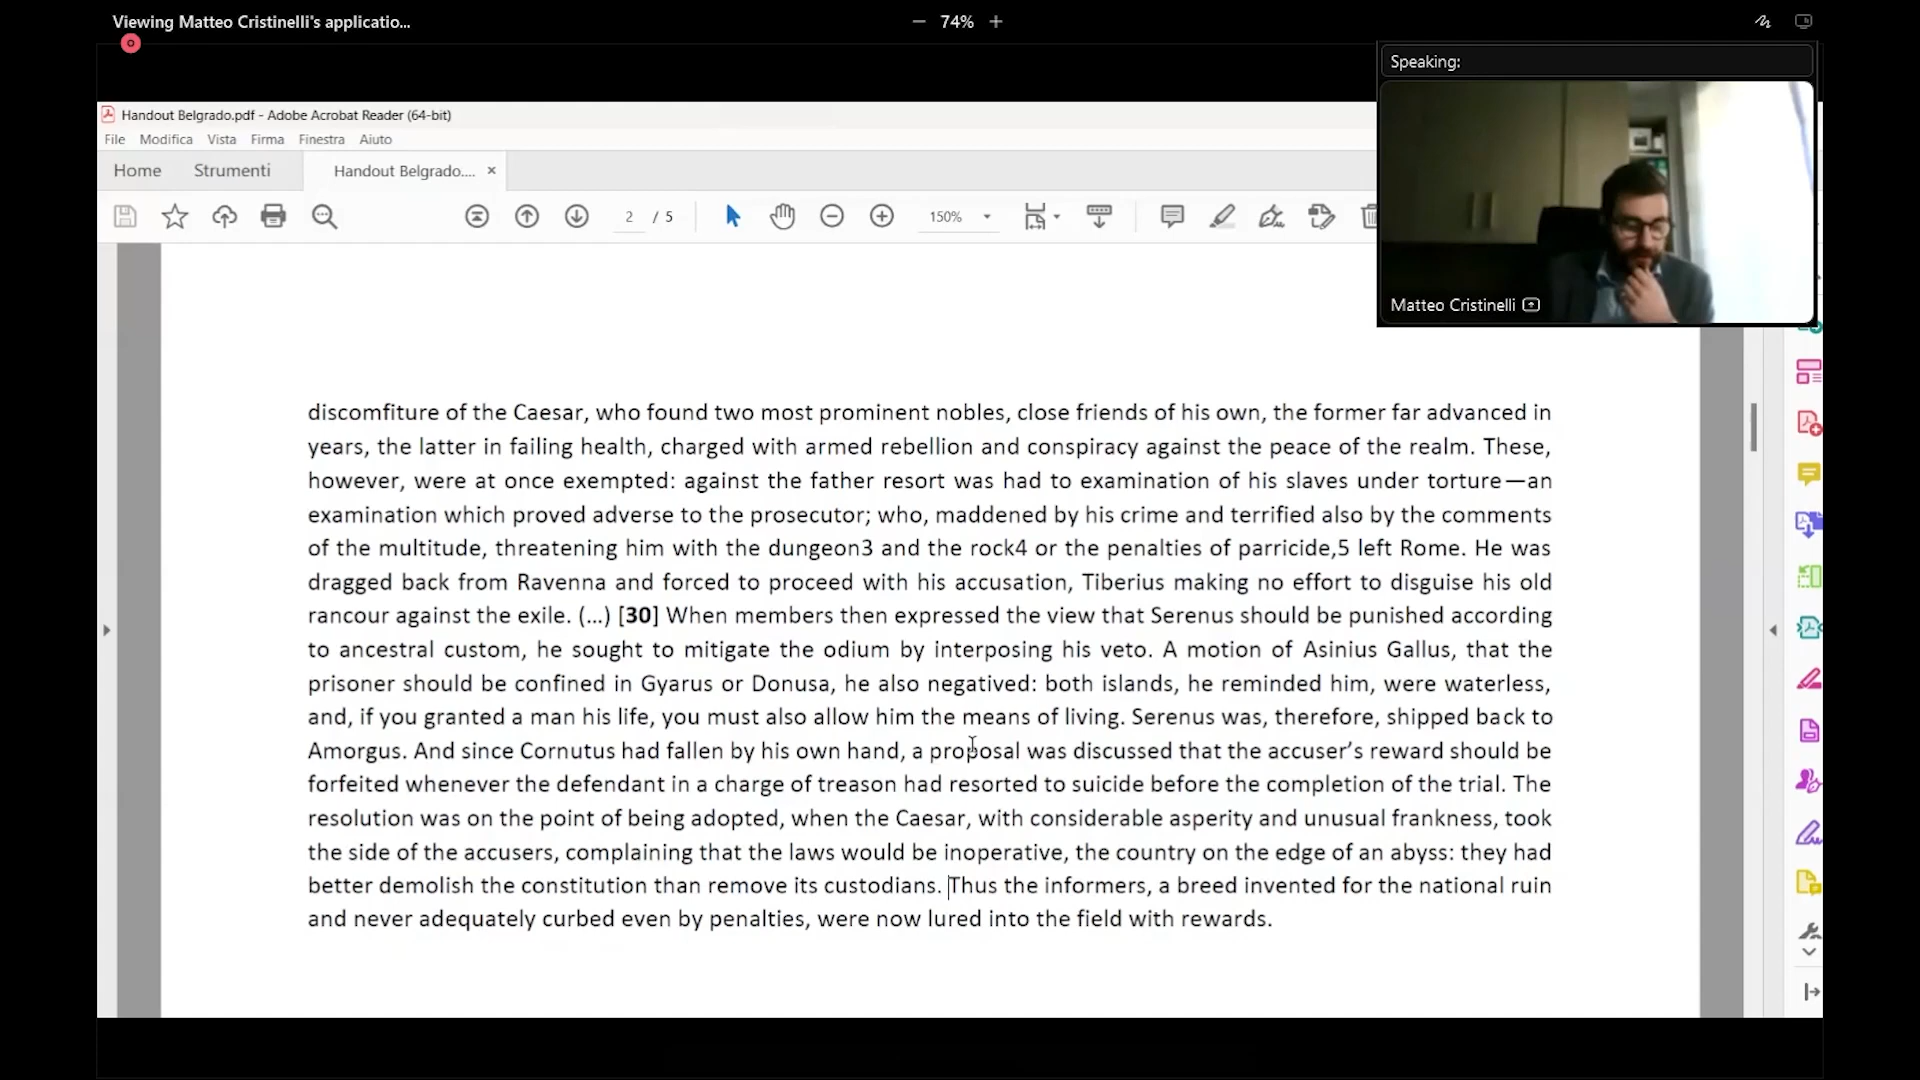 Viewing Matteo Cristinelli's applicatio...
74%
Speaking:
Matteo Cristinelli
Handout Belgrado.pdf - Adobe Acrobat Reader (64-bit)
File Modifica Vista Firma Finestra Aiuto
Home Strumenti Handout Belgrado....
2 / 5 150%
discomfiture of the Caesar, who found two most prominent nobles, close friends of his own, the former far advanced in
years, the latter in failing health, charged with armed rebellion and conspiracy against the peace of the realm. These,
however, were at once exempted: against the father resort was had to examination of his slaves under torture—an
examination which proved adverse to the prosecutor; who, maddened by his crime and terrified also by the comments
of the multitude, threatening him with the dungeon3 and the rock4 or the penalties of parricide,5 left Rome. He was
dragged back from Ravenna and forced to proceed with his accusation, Tiberius making no effort to disguise his old
rancour against the exile. (...) [30] When members then expressed the view that Serenus should be punished according
to ancestral custom, he sought to mitigate the odium by interposing his veto. A motion of Asinius Gallus, that the
prisoner should be confined in Gyarus or Donusa, he also negatived: both islands, he reminded him, were waterless,
and, if you granted a man his life, you must also allow him the means of living. Serenus was, therefore, shipped back to
Amorgus. And since Cornutus had fallen by his own hand, a proposal was discussed that the accuser's reward should be
forfeited whenever the defendant in a charge of treason had resorted to suicide before the completion of the trial. The
resolution was on the point of being adopted, when the Caesar, with considerable asperity and unusual frankness, took
the side of the accusers, complaining that the laws would be inoperative, the country on the edge of an abyss: they had
better demolish the constitution than remove its custodians. Thus the informers, a breed invented for the national ruin
and never adequately curbed even by penalties, were now lured into the field with rewards.